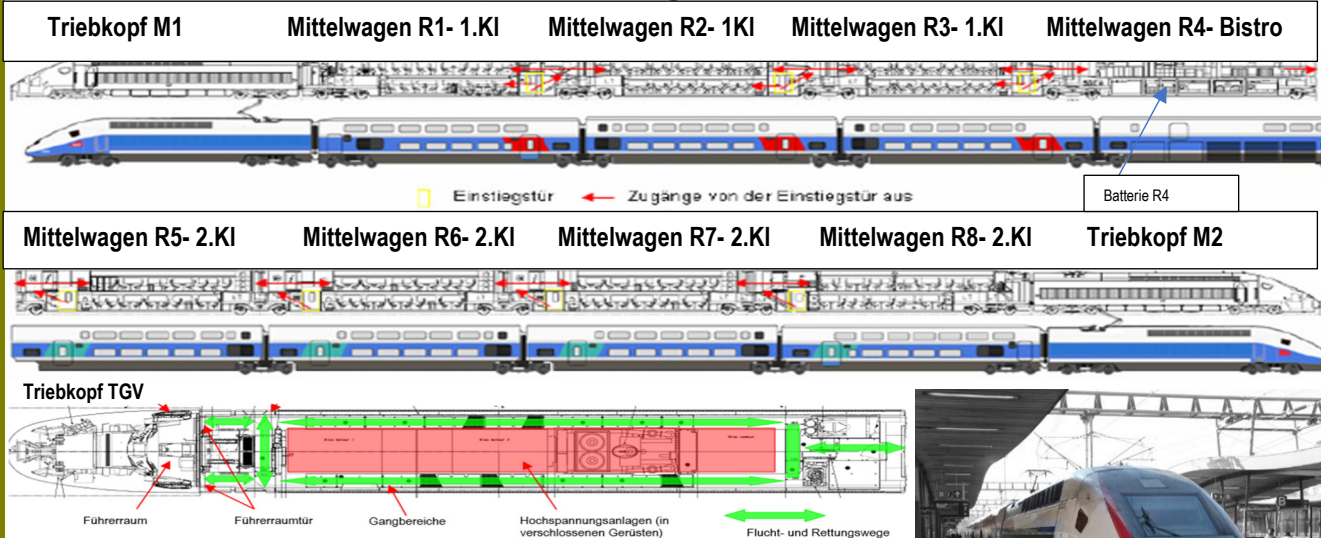 Triebkopf M1 Mittelwagen R1- 1.Kl Mittelwagen R2- 1Kl Mittelwagen R3- 1.Kl Mittelwagen R4- Bistro
Einstiegstür Zugänge von der Einstiegstür aus
Batterie R4
Mittelwagen R5- 2.Kl Mittelwagen R6- 2.Kl Mittelwagen R7- 2.Kl Mittelwagen R8- 2.Kl Triebkopf M2
Triebkopf TGV
Führerraum Führerraumtür Gangbereiche Hochspannungsanlagen (in
verschlossenen Gerüsten) Flucht- und Rettungswege